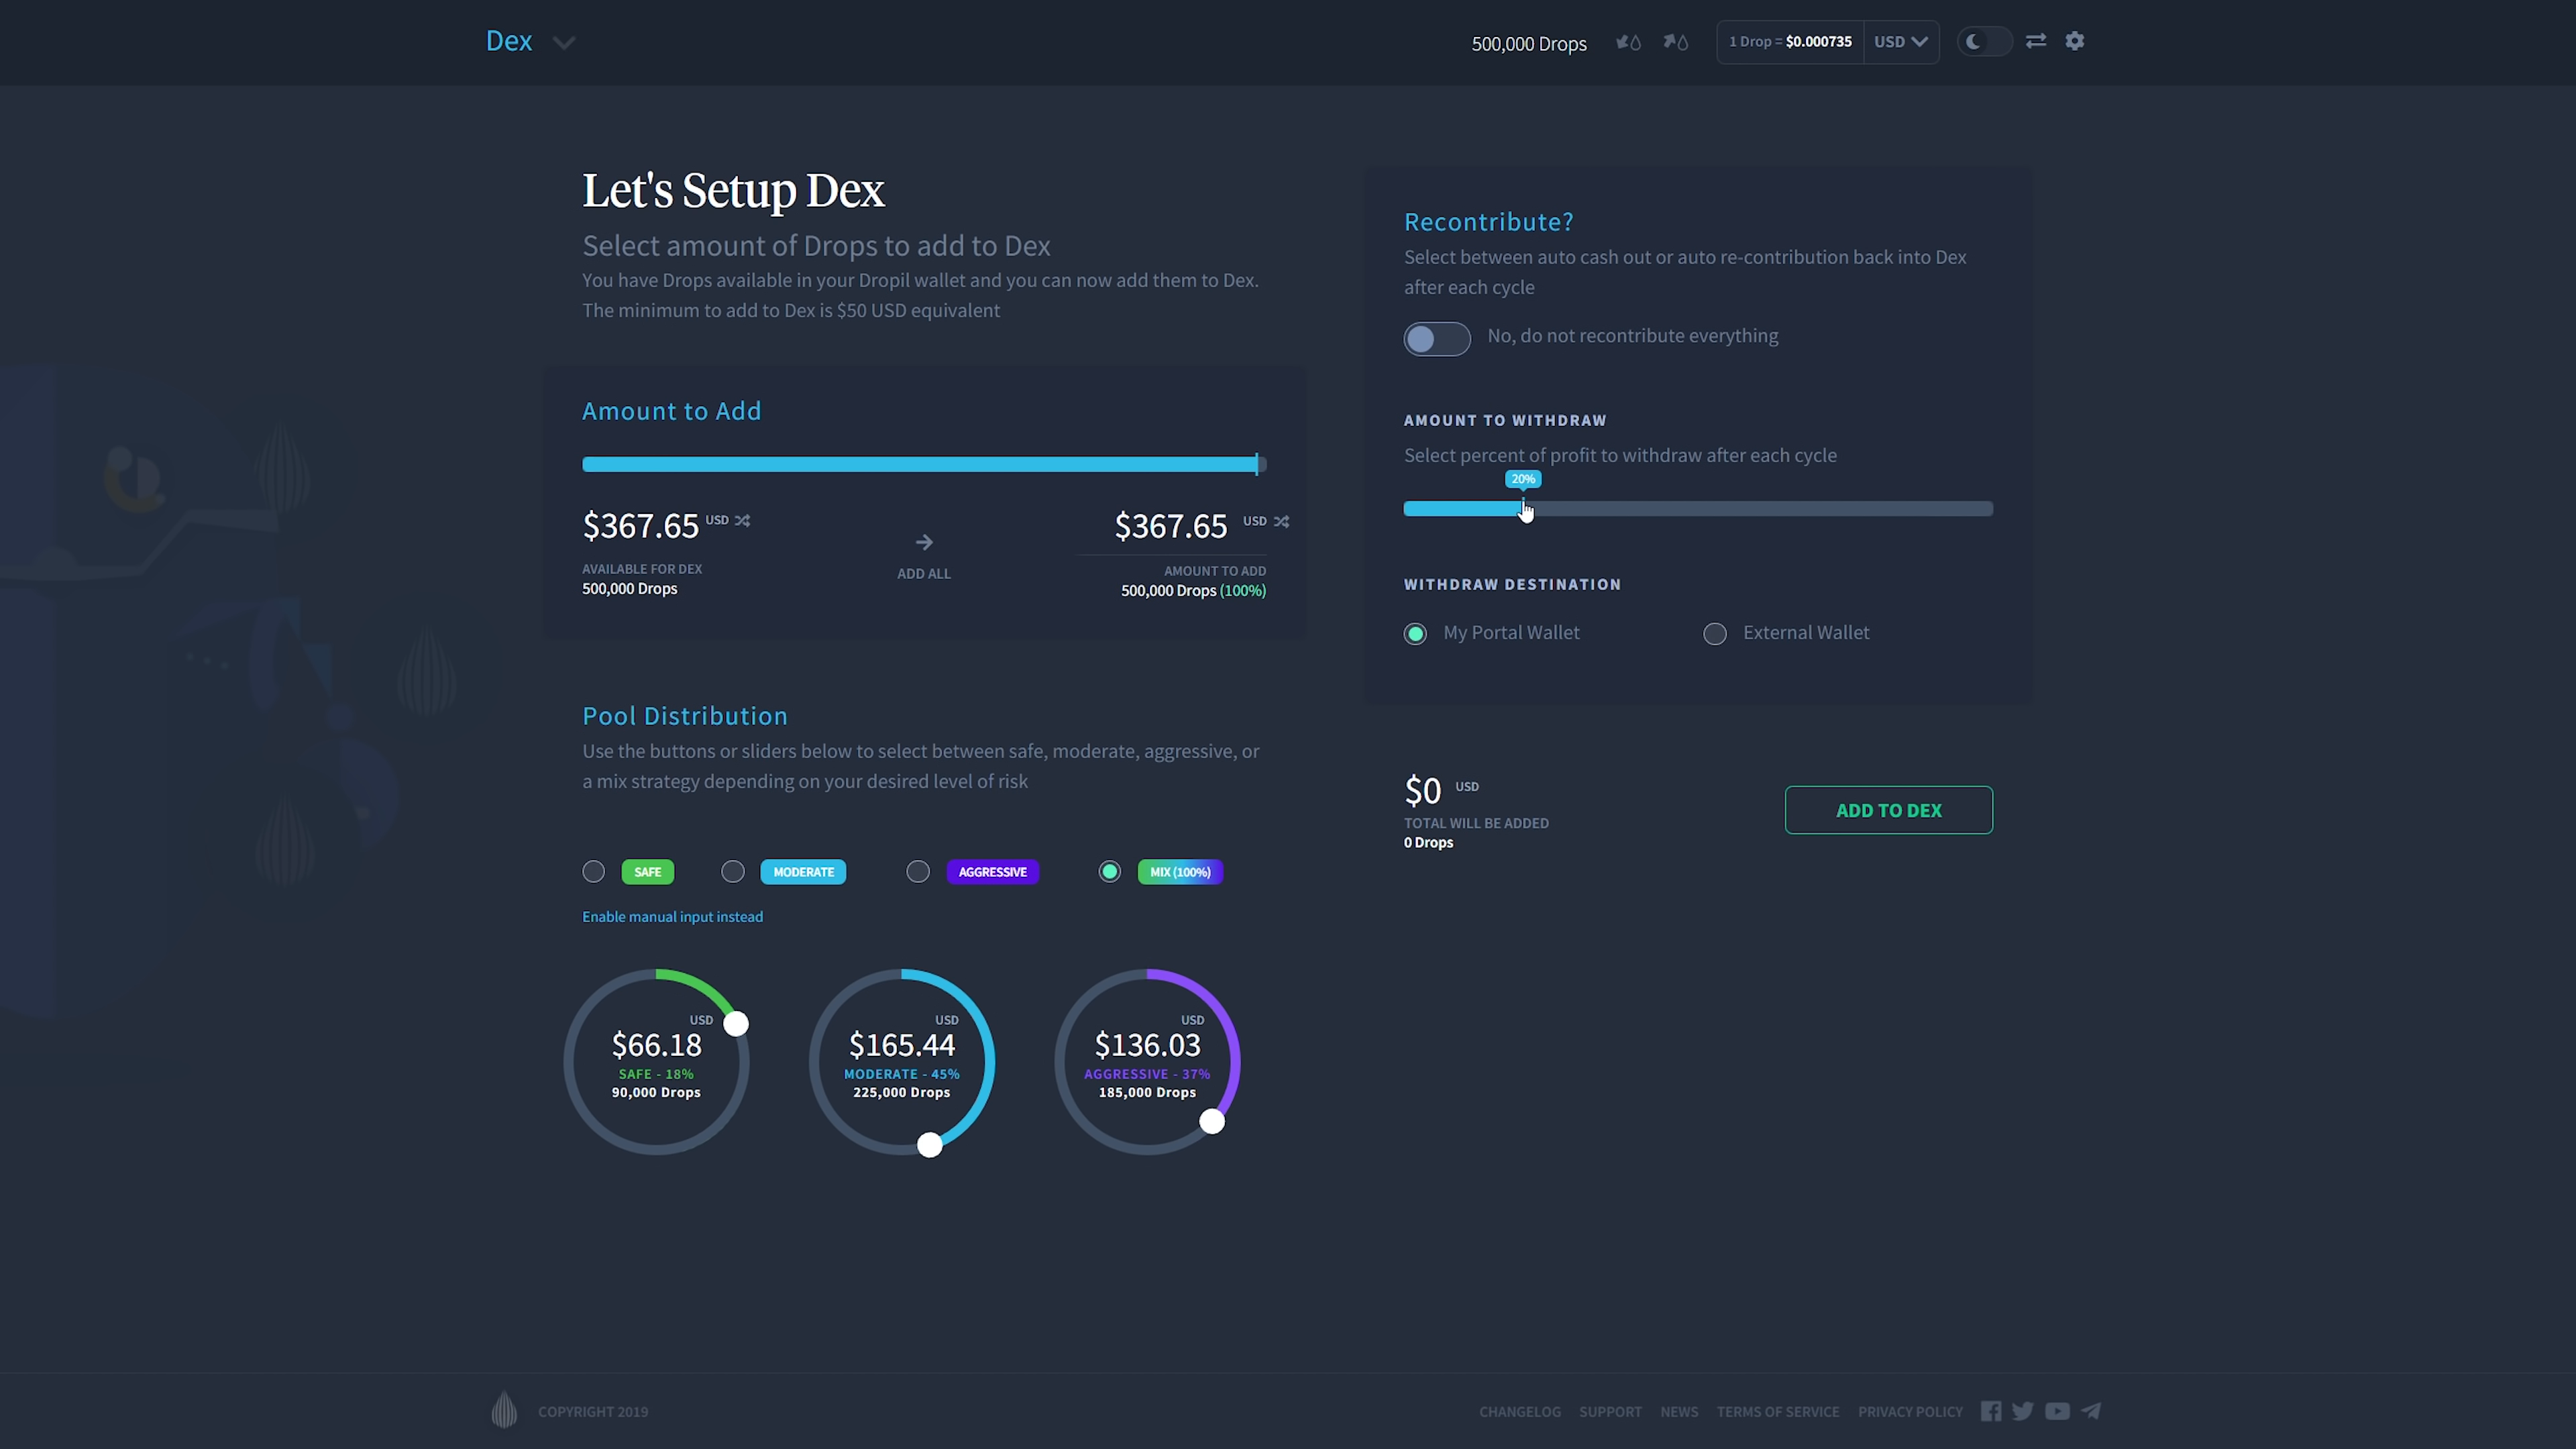 Dex
500,000 Drops
1 Drop = $0.000735
USD
Let's Setup Dex
Select amount of Drops to add to Dex
You have Drops available in your Dropil wallet and you can now add them to Dex.
The minimum to add to Dex is $50 USD equivalent
Amount to Add
$367.65 USD
AVAILABLE FOR DEX
500,000 Drops
ADD ALL
$367.65 USD
AMOUNT TO ADD
500,000 Drops (100%)
Pool Distribution
Use the buttons or sliders below to select between safe, moderate, aggressive, or
a mix strategy depending on your desired level of risk
SAFE
MODERATE
AGGRESSIVE
MIX (100%)
Enable manual input instead
USD
$66.18
SAFE - 18%
90,000 Drops
USD
$165.44
MODERATE - 45%
225,000 Drops
USD
$136.03
AGGRESSIVE - 37%
185,000 Drops
Recontribute?
Select between auto cash out or auto re-contribution back into Dex
after each cycle
No, do not recontribute everything
AMOUNT TO WITHDRAW
Select percent of profit to withdraw after each cycle
20%
WITHDRAW DESTINATION
My Portal Wallet
External Wallet
$0 USD
TOTAL WILL BE ADDED
0 Drops
ADD TO DEX
COPYRIGHT 2019
CHANGELOG
SUPPORT
NEWS
TERMS OF SERVICE
PRIVACY POLICY